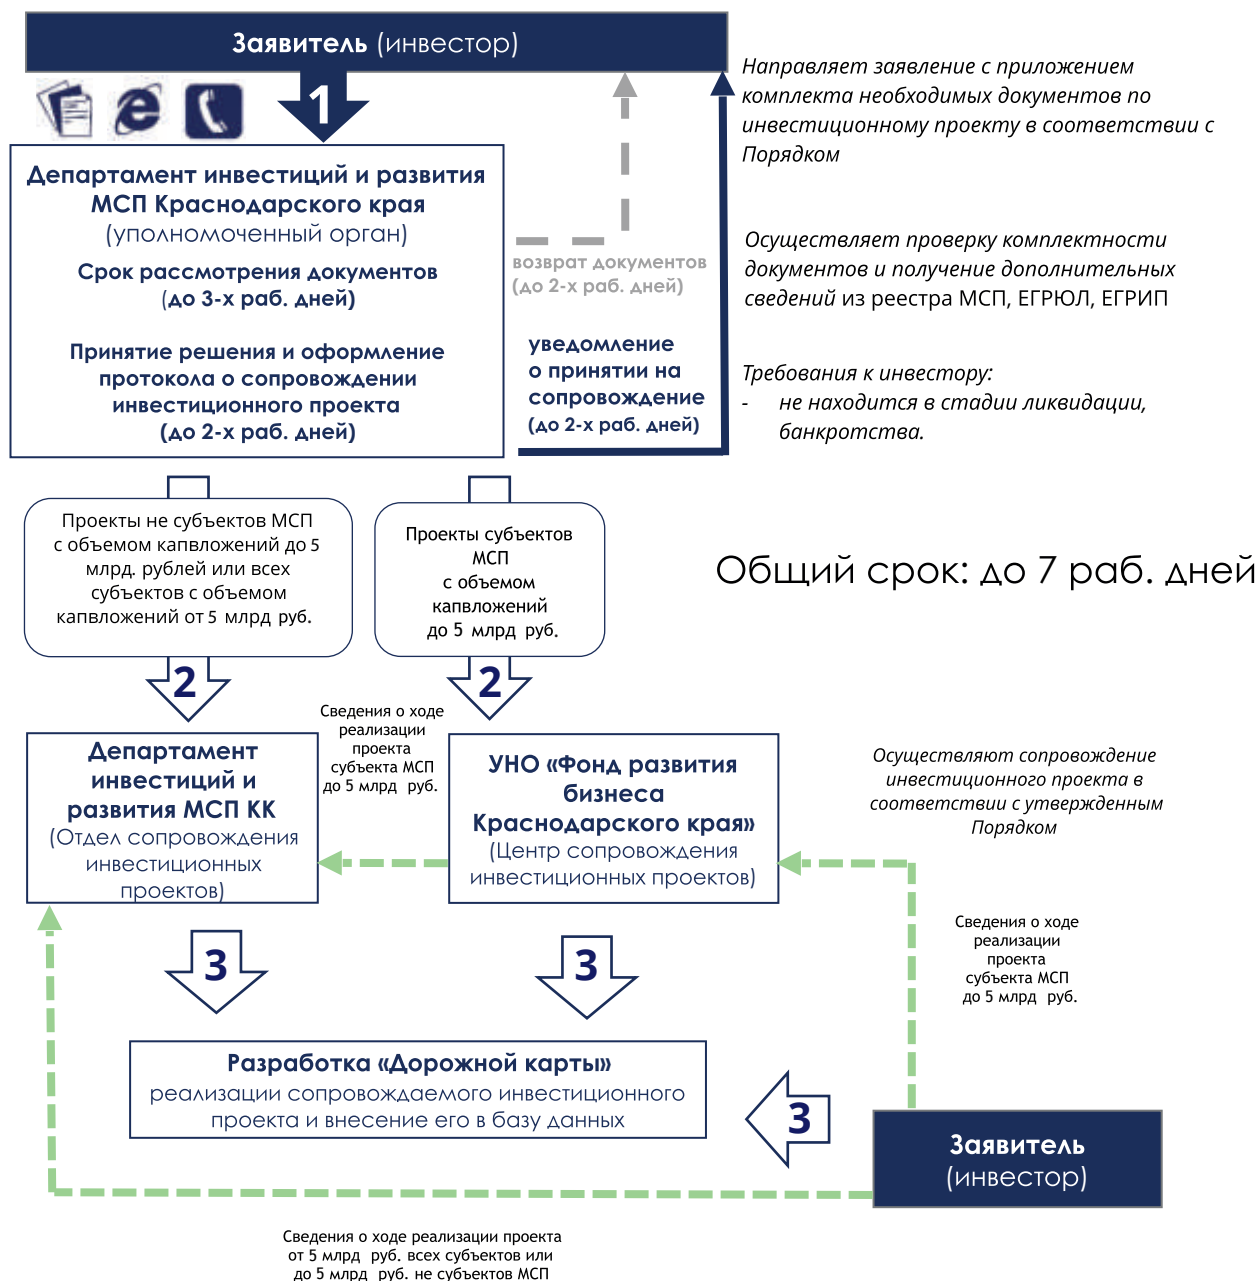 Заявитель (инвестор)
1
Направляет заявление с приложением
комплекта необходимых документов по
инвестиционному проекту в соответствии с
Порядком
Департамент инвестиций и развития
МСП Краснодарского края
(уполномоченный орган)
Срок рассмотрения документов
(до 3-х раб. дней)
Принятие решения и оформление
протокола о сопровождении
инвестиционного проекта
(до 2-х раб. дней)
возврат документов
(до 2-х раб. дней)
уведомление
о принятии на
сопровождение
(до 2-х раб. дней)
Осуществляет проверку комплектности
документов и получение дополнительных
сведений из реестра МСП, ЕГРЮЛ, ЕГРИП
Требования к инвестору:
- не находится в стадии ликвидации,
банкротства.
Проекты не субъектов МСП
с объемом капвложений до 5
млрд. рублей или всех
субъектов с объемом
капвложений от 5 млрд руб.
Проекты субъектов
МСП
с объемом
капвложений
до 5 млрд руб.
Общий срок: до 7 раб. дней
2
2
Департамент
инвестиций и
развития МСП КК
(Отдел сопровождения
инвестиционных
проектов)
Сведения о ходе
реализации
проекта
субъекта МСП
до 5 млрд руб.
УНО «Фонд развития
бизнеса
Краснодарского края»
(Центр сопровождения
инвестиционных проектов)
Осуществляют сопровождение
инвестиционного проекта в
соответствии с утвержденным
Порядком
Сведения о ходе
реализации
проекта
субъекта МСП
до 5 млрд руб.
3
3
Разработка «Дорожной карты»
реализации сопровождаемого инвестиционного
проекта и внесение его в базу данных
3
Заявитель
(инвестор)
Сведения о ходе реализации проекта
от 5 млрд руб. всех субъектов или
до 5 млрд руб. не субъектов МСП